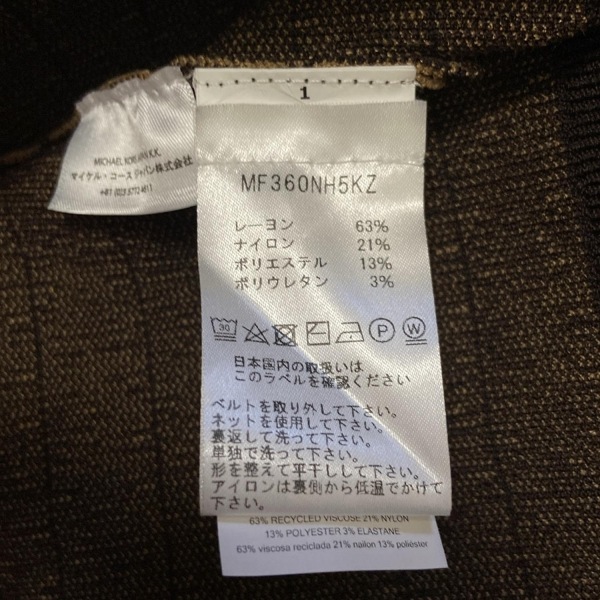 1
MICHAEL KORS JAPAN K.K.
マイケル・コース ジャパン株式会社
MF360NH5KZ
レーヨン 63%
ナイロン 21%
ポリエステル 13%
ポリウレタン 3%
30 P W
日本国内の取扱いは
このラベルを確認ください
ベルトを取り外して下さい。
ネットを使用して下さい。
裏返して洗って下さい。
単独で洗って下さい。
形を整えて平干しして下さい。
アイロンは裏側から低温でかけて
下さい。
63% RECYCLED VISCOSE 21% NYLON
13% POLYESTER 3% ELASTANE
63% viscosa reciclada 21% nailon 13% poliéster